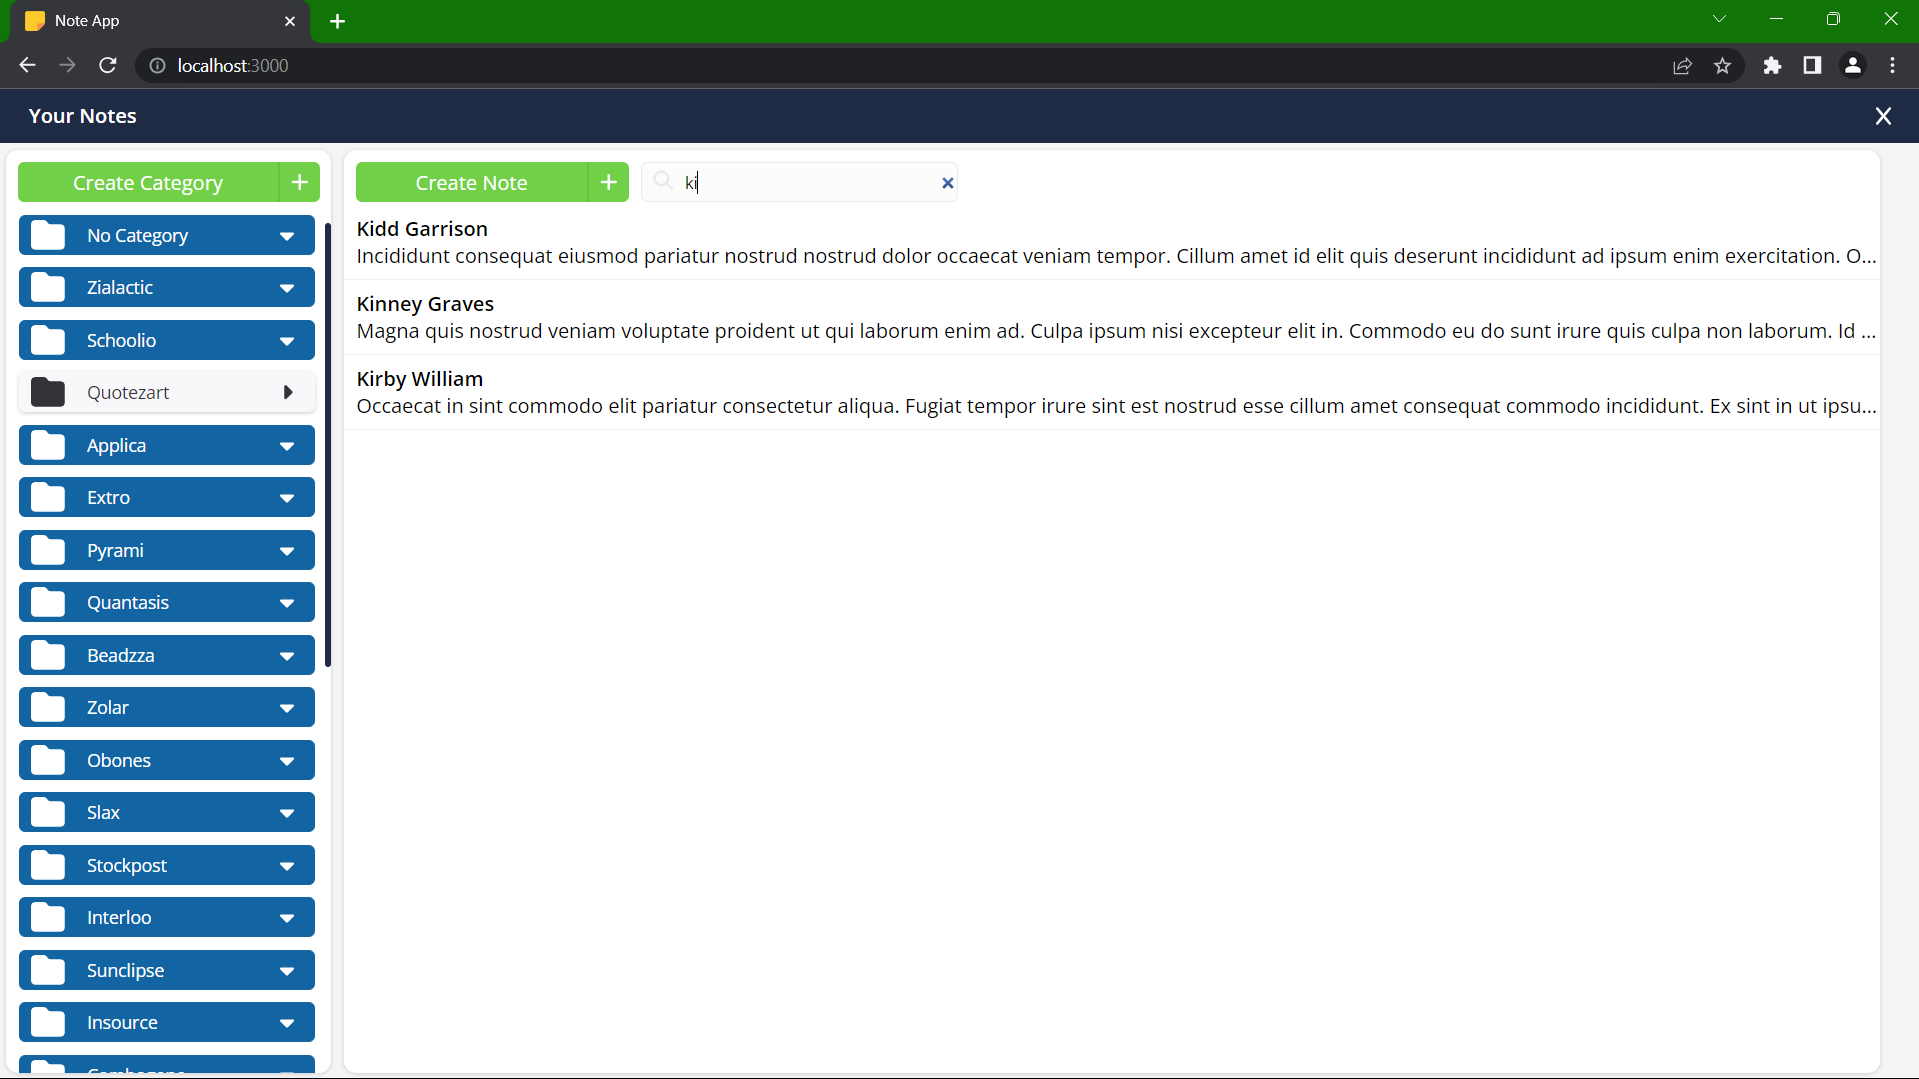 Note App
localhost:3000
Your Notes
Create Category
Create Note
ki
No Category
Zialactic
Schoolio
Quotezart
Applica
Extro
Pyrami
Quantasis
Beadzza
Zolar
Obones
Slax
Stockpost
Interloo
Sunclipse
Insource
Kidd Garrison
Incididunt consequat eiusmod pariatur nostrud nostrud dolor occaecat veniam tempor. Cillum amet id elit quis deserunt incididunt ad ipsum enim exercitation. O...
Kinney Graves
Magna quis nostrud veniam voluptate proident ut qui laborum enim ad. Culpa ipsum nisi excepteur elit in. Commodo eu do sunt irure quis culpa non laborum. Id ...
Kirby William
Occaecat in sint commodo elit pariatur consectetur aliqua. Fugiat tempor irure sint est nostrud esse cillum amet consequat commodo incididunt. Ex sint in ut ipsu...